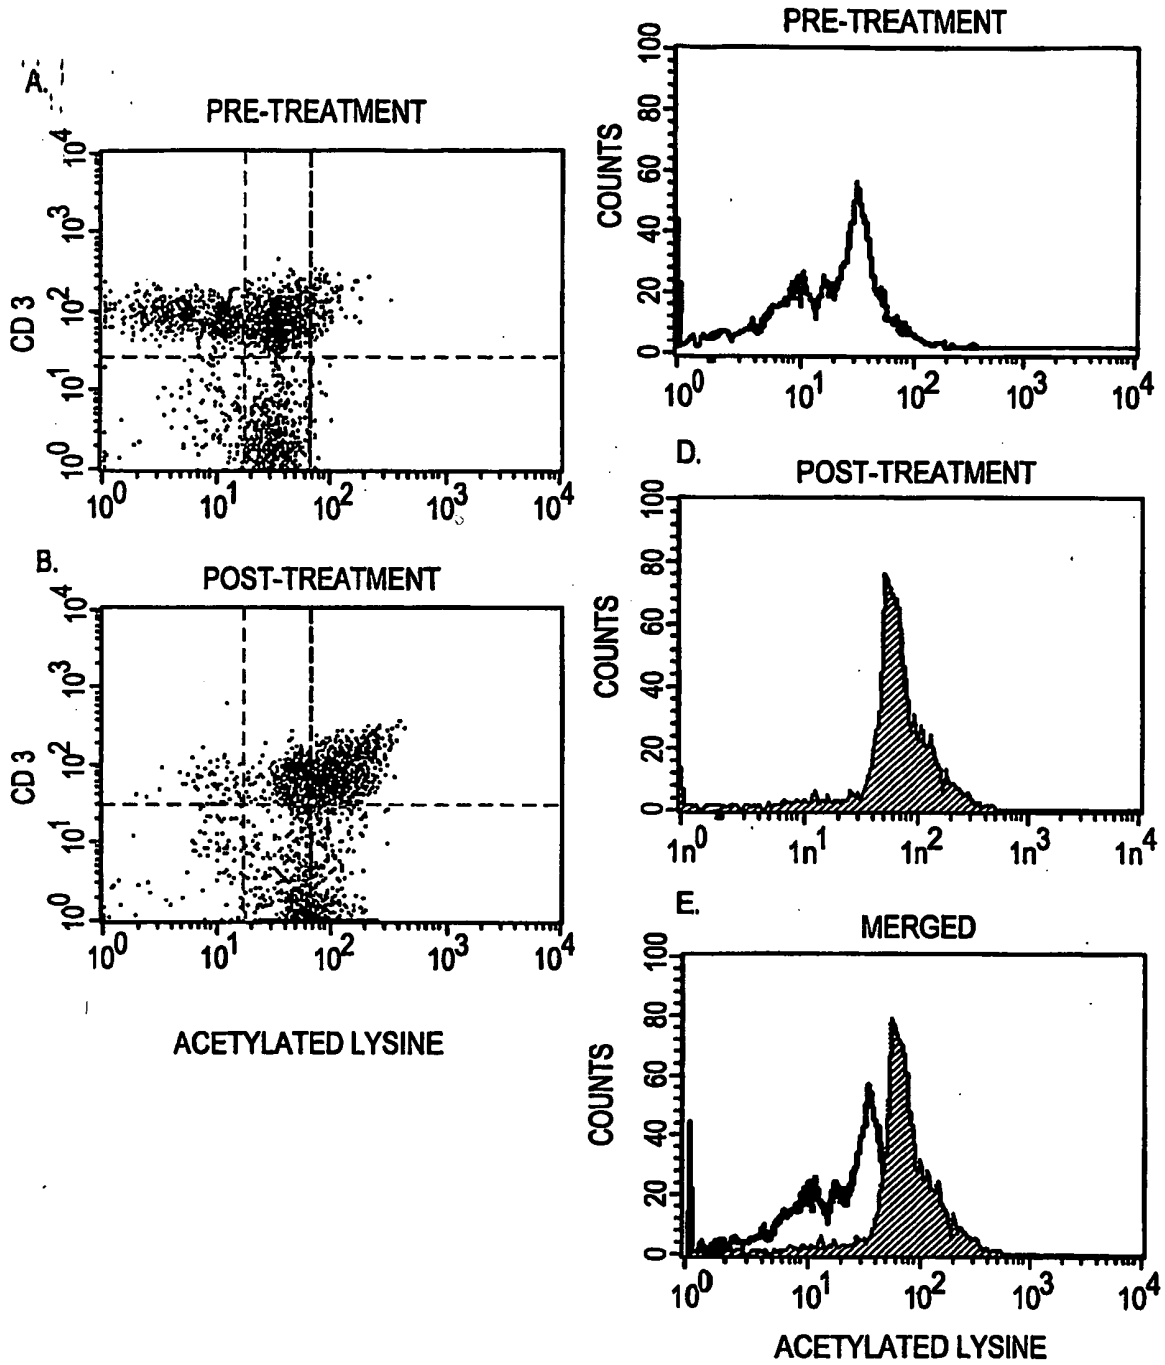 A.
PRE-TREATMENT
CD 3
10^4
10^3
10^2
10^1
10^0
10^0 10^1 10^2 10^3 10^4
B.
POST-TREATMENT
CD 3
10^4
10^3
10^2
10^1
10^0
10^0 10^1 10^2 10^3 10^4
ACETYLATED LYSINE
PRE-TREATMENT
COUNTS
100
80
60
40
20
0
10^0 10^1 10^2 10^3 10^4
D.
POST-TREATMENT
COUNTS
100
80
60
40
20
0
1n^0 1n^1 1n^2 1n^3 1n^4
E.
MERGED
COUNTS
100
80
60
40
20
0
10^0 10^1 10^2 10^3 10^4
ACETYLATED LYSINE